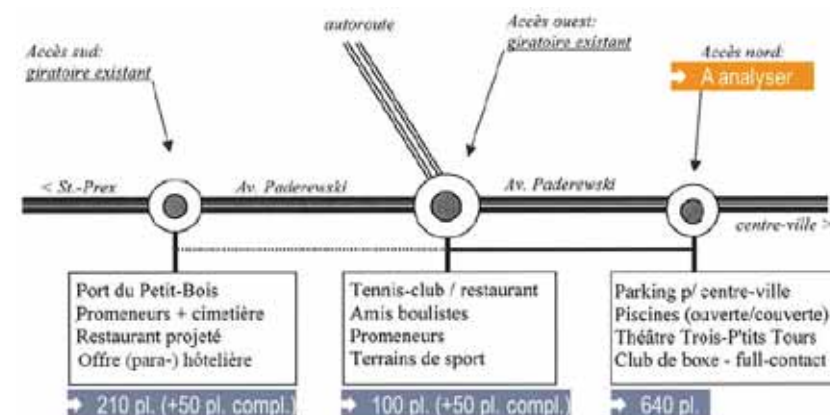 autoroute
Accès sud:
giratoire existant
Accès ouest:
giratoire existant
Accès nord:
A analyser
< St.-Prex
Av. Paderewski
Av. Paderewski
centre-ville >
Port du Petit-Bois
Promeneurs + cimetière
Restaurant projeté
Offre (para-) hôtelière
210 pl. (+50 pl. compl.)
Tennis-club / restaurant
Amis boulistes
Promeneurs
Terrains de sport
100 pl. (+50 pl. compl.)
Parking p/ centre-ville
Piscines (ouverte/couverte)
Théâtre Trois-P'tits Tours
Club de boxe - full-contact
640 pl.